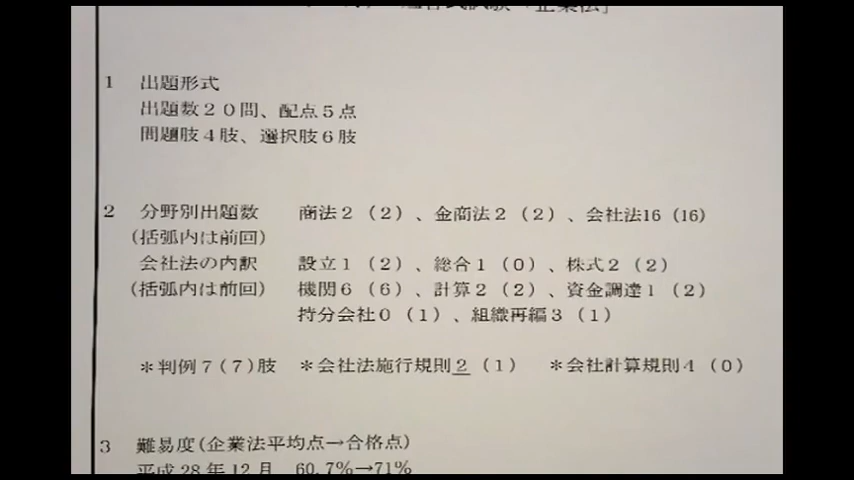 「企業法」
1 出題形式
出題数20問、配点5点
問題肢4肢、選択肢6肢
2 分野別出題数 商法2(2)、金商法2(2)、会社法16(16)
(括弧内は前回)
会社法の内訳 設立1(2)、総合1(0)、株式2(2)
(括弧内は前回) 機関6(6)、計算2(2)、資金調達1(2)
持分会社0(1)、組織再編3(1)
*判例7(7)肢 *会社法施行規則2(1) *会社計算規則4(0)
3 難易度(企業法平均点→合格点)
平成28年12月 60.7%→71%